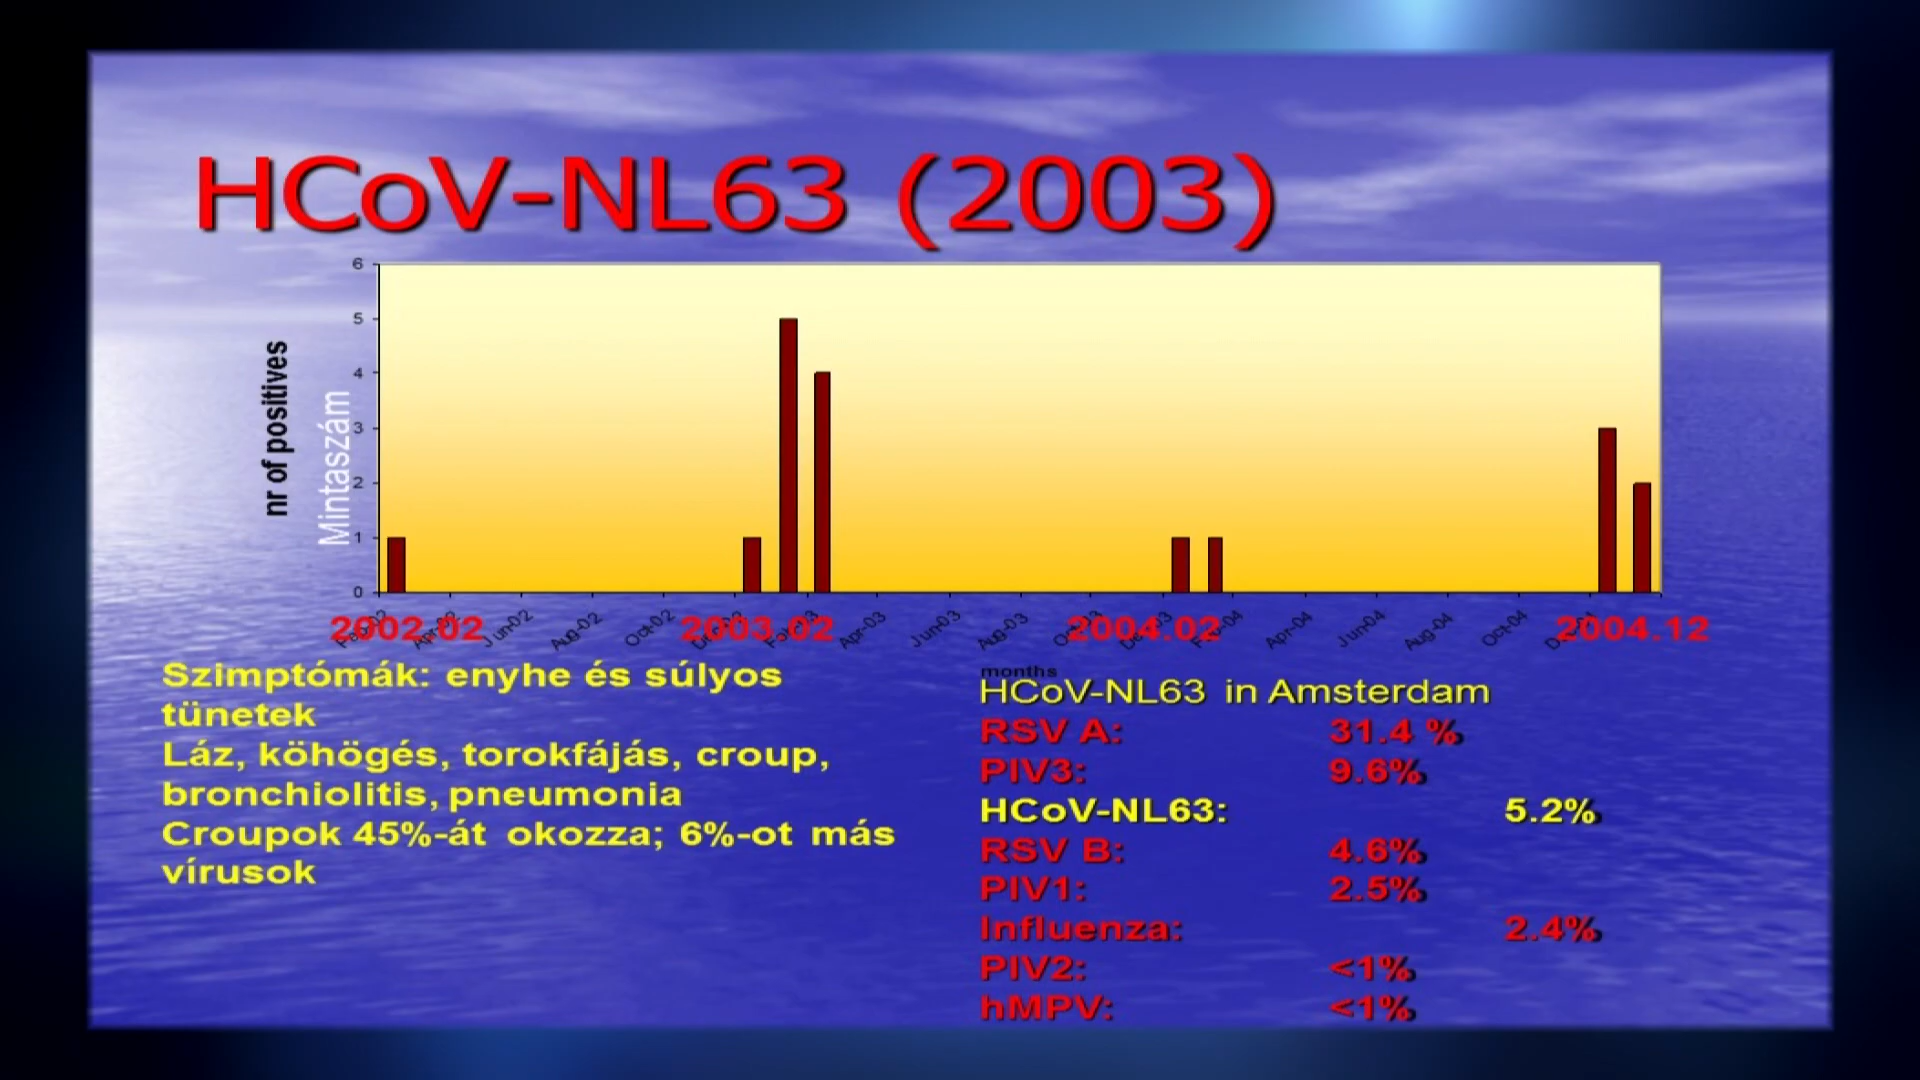 HCoV-NL63 (2003)
nr of positives
Mintaszám
6
5
4
3
2
1
0
Jun-02
Aug-02
Oct-02
Apr-03
Jun-03
Aug-03
Apr-04
Jun-04
Aug-04
Oct-04
2002.02
2003.02
2004.02
2004.12
months
Szimptómák: enyhe és súlyos
tünetek
Láz, köhögés, torokfájás, croup,
bronchiolitis, pneumonia
Croupok 45%-át okozza; 6%-ot más
vírusok
HCoV-NL63 in Amsterdam
RSV A: 31.4 %
PIV3: 9.6%
HCoV-NL63: 5.2%
RSV B: 4.6%
PIV1: 2.5%
Influenza: 2.4%
PIV2: <1%
hMPV: <1%